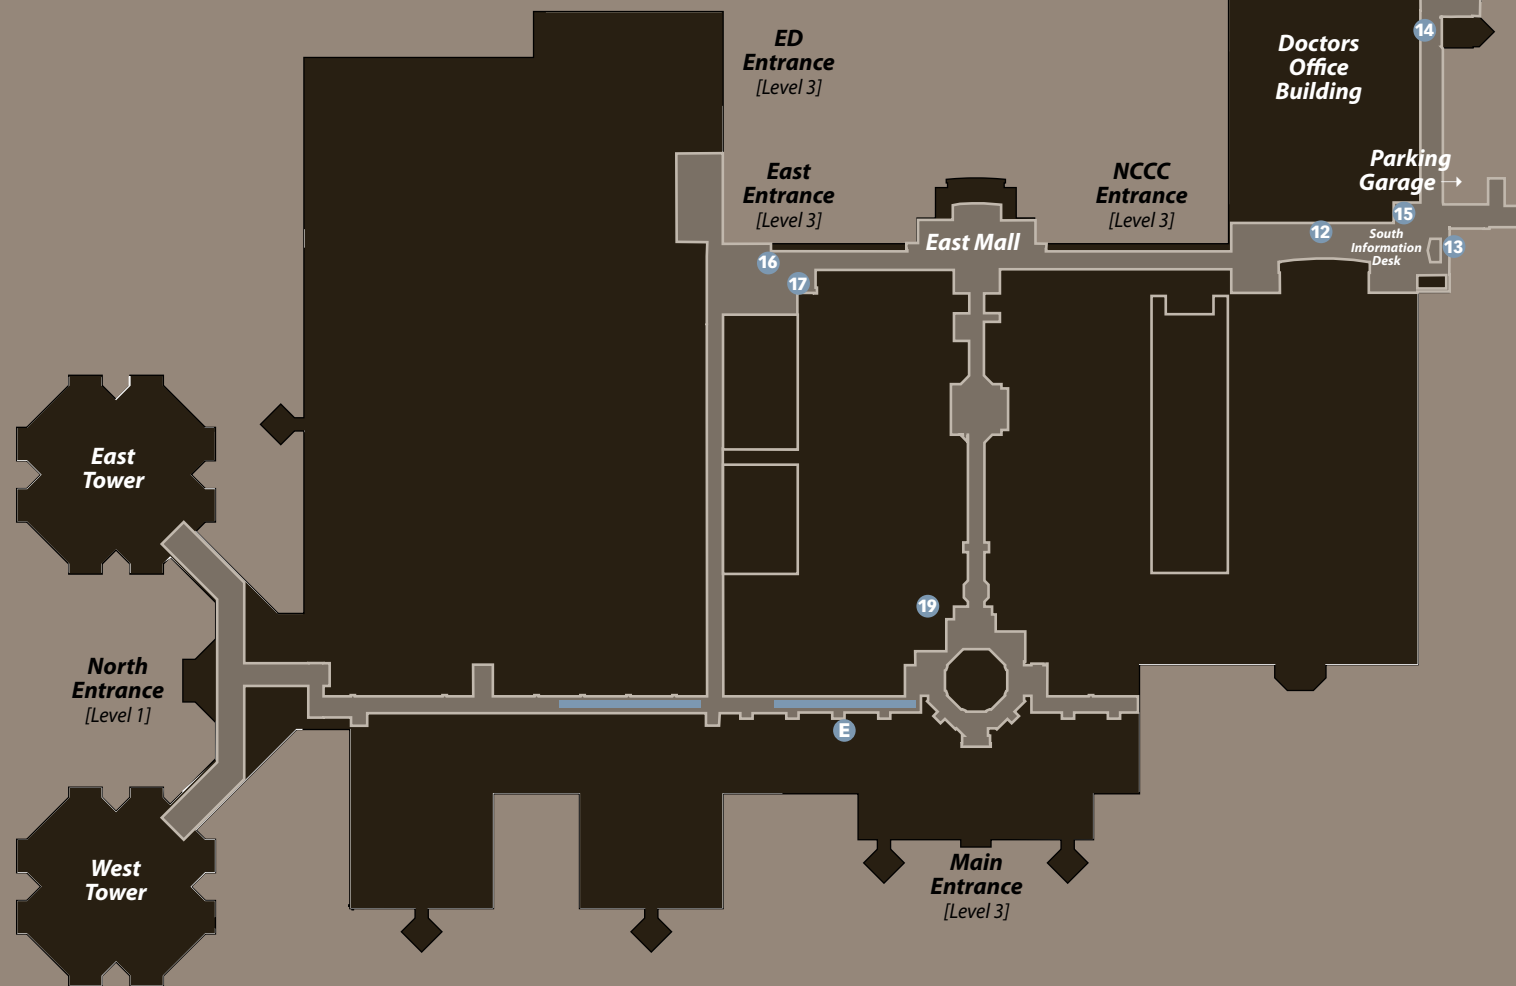 ED
Entrance
[Level 3]
Doctors
Office
Building
14
East
Entrance
[Level 3]
NCCC
Entrance
[Level 3]
Parking
Garage →
15
12
South
Information
Desk
13
East Mall
16
17
East
Tower
19
North
Entrance
[Level 1]
E
West
Tower
Main
Entrance
[Level 3]